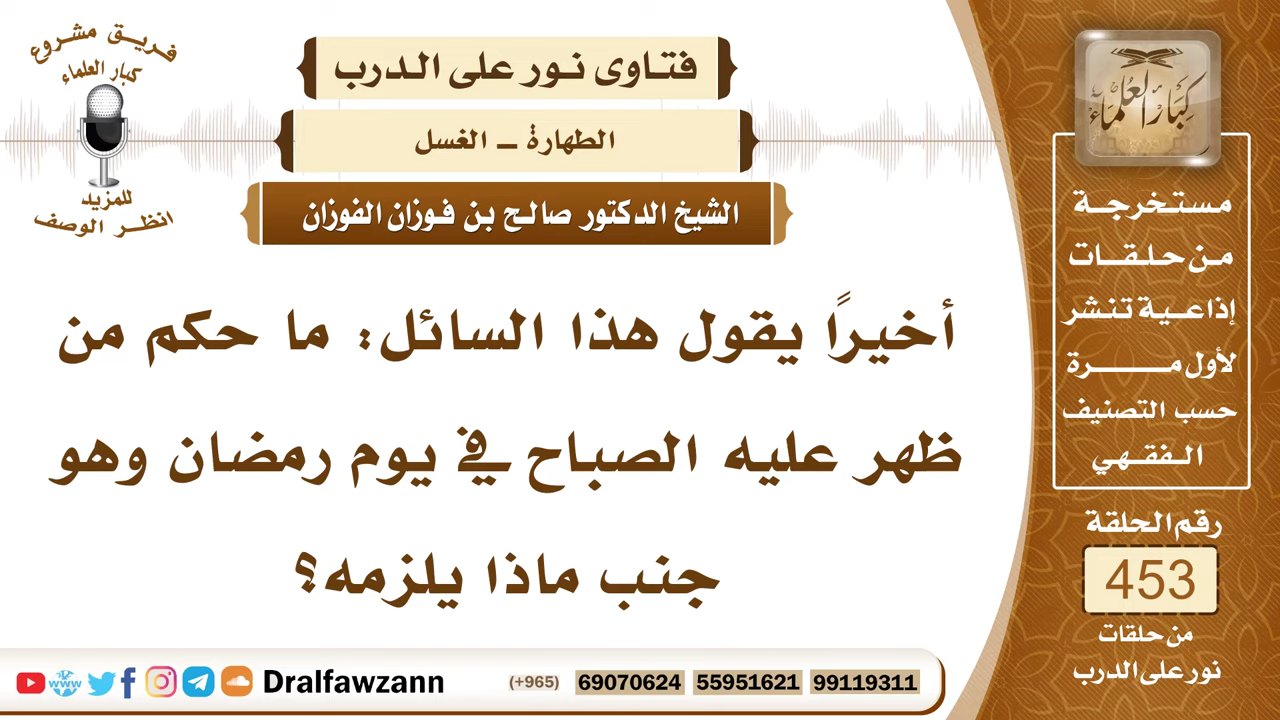 فريق مشروع
كبار العلماء
للمزيد
انظر الوصف
فتاوى نور على الدرب
الطهارة - الغسل
الشيخ الدكتور صالح بن فوزان الفوزان
أخيراً يقول هذا السائل: ما حكم من
ظهر عليه الصباح في يوم رمضان وهو
جنب ماذا يلزمه؟
كبار العلماء
مستخرجة
من حلقات
إذاعية تنشر
لأول مرة
حسب التصنيف
الفقهي
رقم الحلقة
453
من حلقات
نور على الدرب
www
Dralfawzann
(+965) 69070624 55951621 99119311